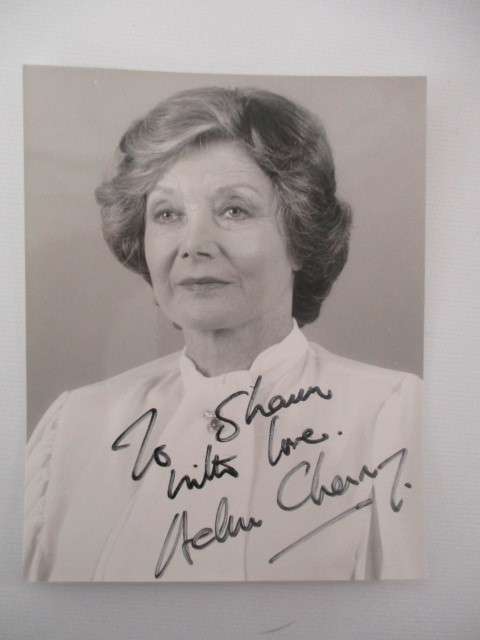 To Shaun
with love.
Helen Cherry.